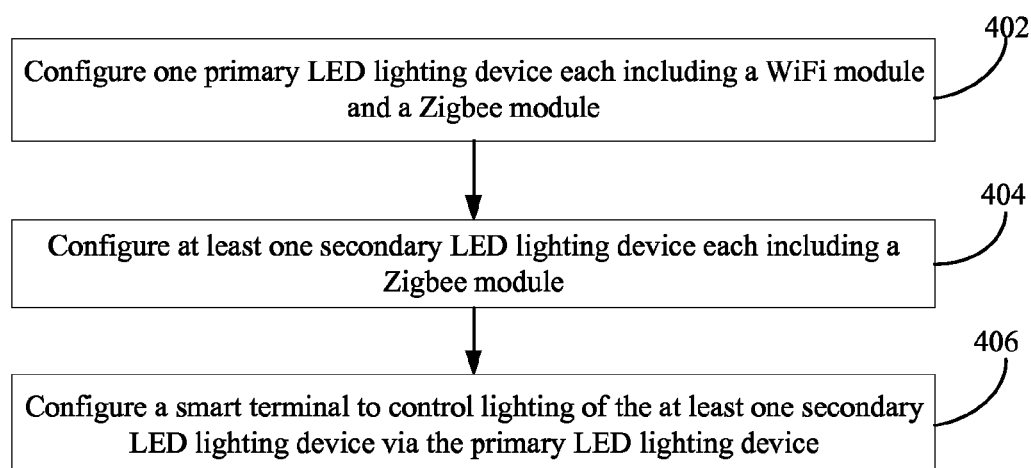 402
Configure one primary LED lighting device each including a WiFi module
and a Zigbee module
404
Configure at least one secondary LED lighting device each including a
Zigbee module
406
Configure a smart terminal to control lighting of the at least one secondary
LED lighting device via the primary LED lighting device